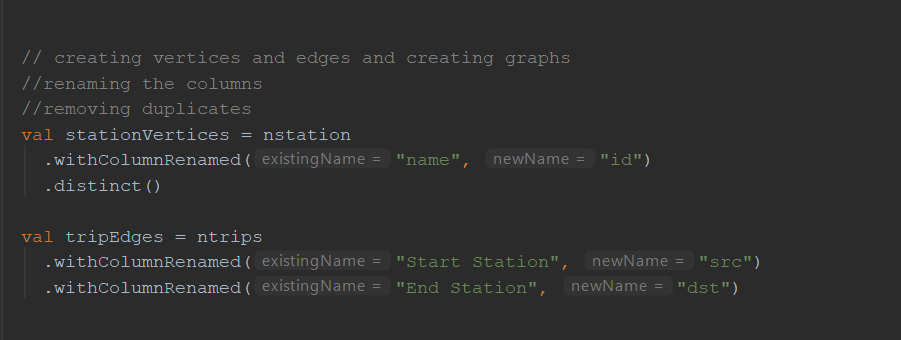 // creating vertices and edges and creating graphs
//renaming the columns
//removing duplicates
val stationVertices = nstation
.withColumnRenamed( existingName = "name", newName = "id")
.distinct()
val tripEdges = ntrips
.withColumnRenamed( existingName = "Start Station", newName = "src")
.withColumnRenamed( existingName = "End Station", newName = "dst")